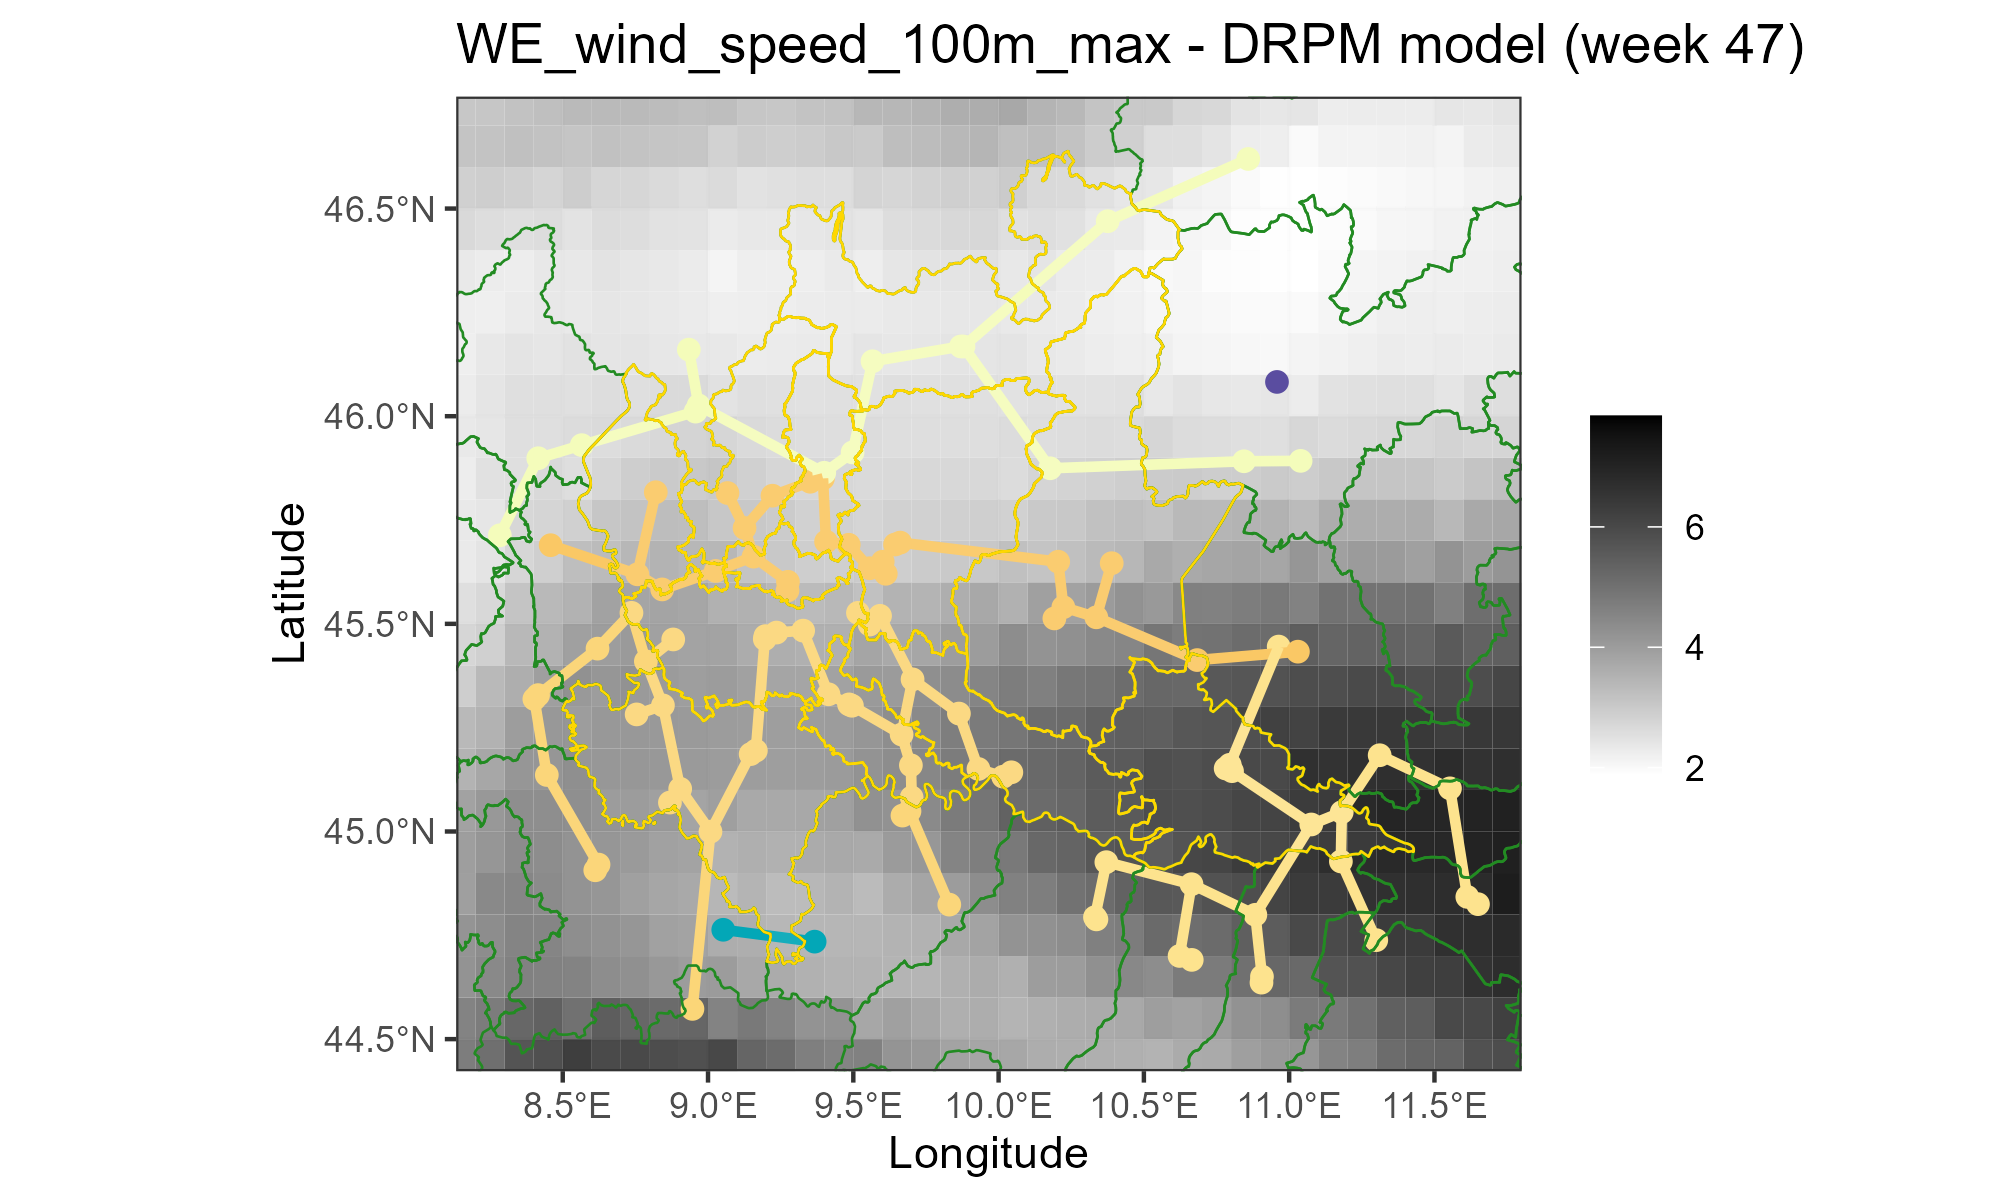 WE_wind_speed_100m_max - DRPM model (week 47)
Latitude
46.5°N
46.0°N
45.5°N
45.0°N
44.5°N
8.5°E
9.0°E
9.5°E
10.0°E
10.5°E
11.0°E
11.5°E
Longitude
6
4
2